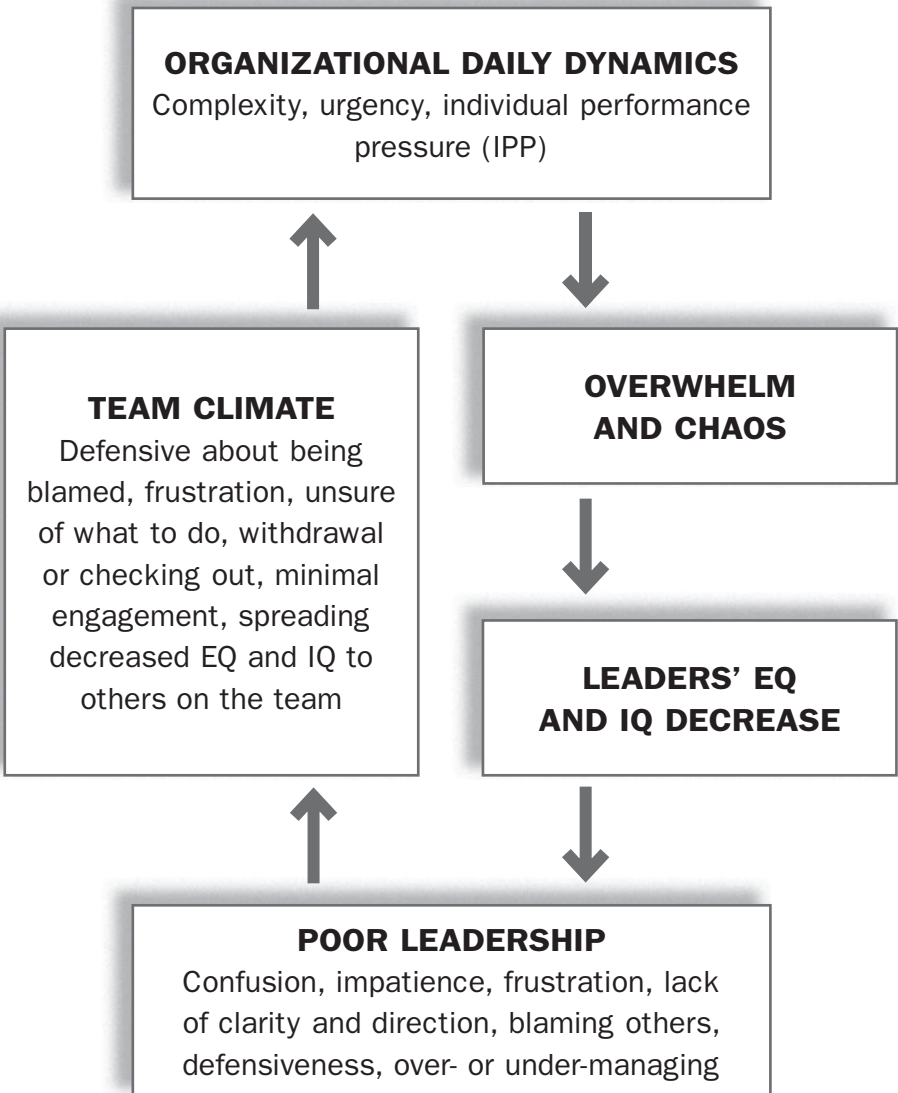 ORGANIZATIONAL DAILY DYNAMICS
Complexity, urgency, individual performance
pressure (IPP)
OVERWHELM
AND CHAOS
LEADERS’ EQ
AND IQ DECREASE
POOR LEADERSHIP
Confusion, impatience, frustration, lack
of clarity and direction, blaming others,
defensiveness, over- or under-managing
TEAM CLIMATE
Defensive about being
blamed, frustration, unsure
of what to do, withdrawal
or checking out, minimal
engagement, spreading
decreased EQ and IQ to
others on the team